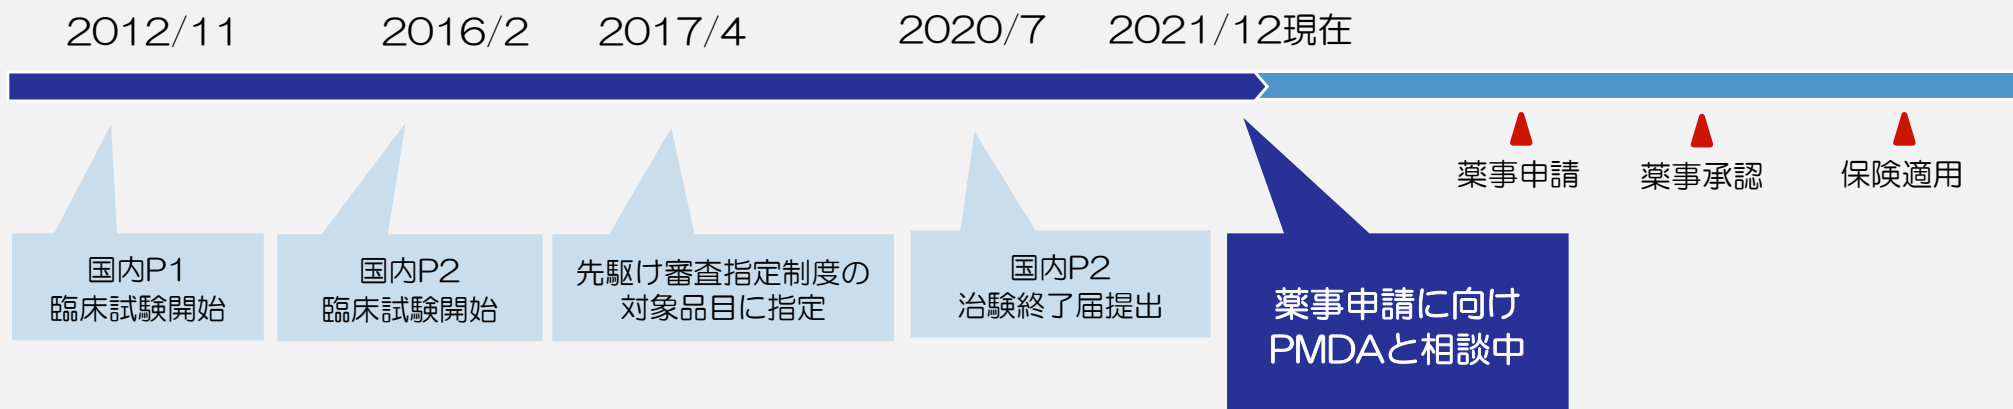 2012/11
2016/2
2017/4
2020/7
2021/12現在
薬事申請
薬事承認
保険適用
国内P1
臨床試験開始
国内P2
臨床試験開始
先駆け審査指定制度の
対象品目に指定
国内P2
治験終了届提出
薬事申請に向け
PMDAと相談中